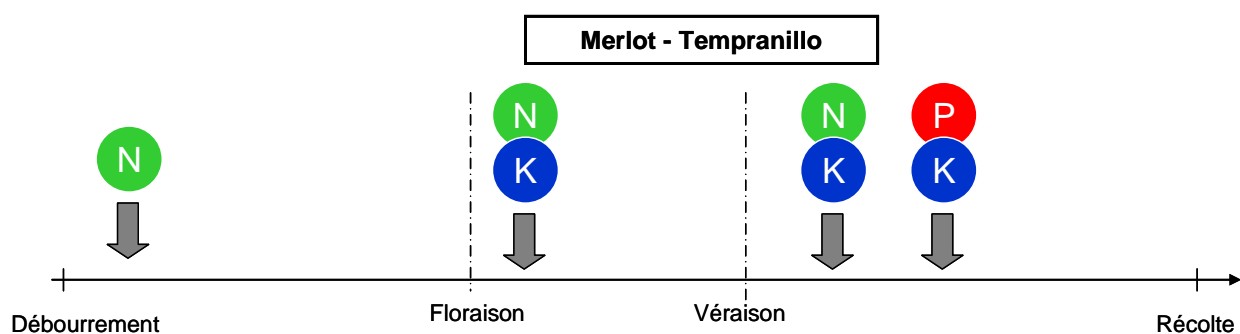 Merlot - Tempranillo
N N N P
K K K
Débourrement Floraison Véraison Récolte